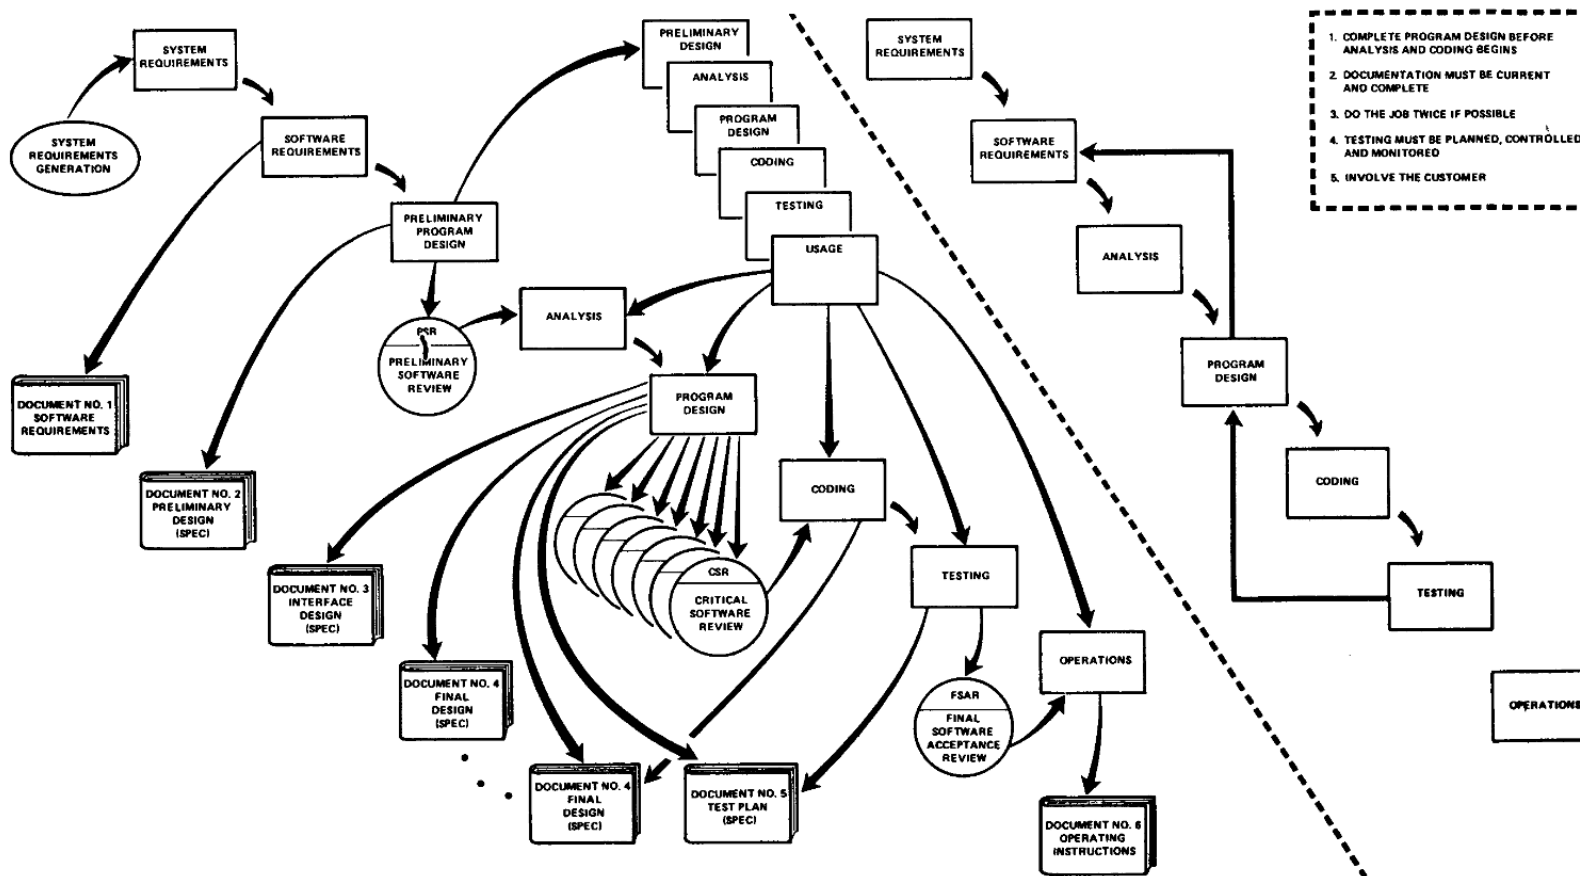 SYSTEM
REQUIREMENTS
SYSTEM
REQUIREMENTS
GENERATION
SOFTWARE
REQUIREMENTS
PRELIMINARY
PROGRAM
DESIGN
PRELIMINARY
DESIGN
ANALYSIS
PROGRAM
DESIGN
CODING
TESTING
USAGE
PSR
PRELIMINARY
SOFTWARE
REVIEW
ANALYSIS
PROGRAM
DESIGN
DOCUMENT NO. 1
SOFTWARE
REQUIREMENTS
DOCUMENT NO. 2
PRELIMINARY
DESIGN
(SPEC)
DOCUMENT NO. 3
INTERFACE
DESIGN
(SPEC)
DOCUMENT NO. 4
FINAL
DESIGN
(SPEC)
DOCUMENT NO. 4
FINAL
DESIGN
(SPEC)
DOCUMENT NO. 5
TEST PLAN
(SPEC)
CSR
CRITICAL
SOFTWARE
REVIEW
CODING
TESTING
FSAR
FINAL
SOFTWARE
ACCEPTANCE
REVIEW
OPERATIONS
DOCUMENT NO. 6
OPERATING
INSTRUCTIONS
SYSTEM
REQUIREMENTS
SOFTWARE
REQUIREMENTS
ANALYSIS
PROGRAM
DESIGN
CODING
TESTING
OPERATIONS
1. COMPLETE PROGRAM DESIGN BEFORE
ANALYSIS AND CODING BEGINS
2. DOCUMENTATION MUST BE CURRENT
AND COMPLETE
3. DO THE JOB TWICE IF POSSIBLE
4. TESTING MUST BE PLANNED, CONTROLLED
AND MONITORED
5. INVOLVE THE CUSTOMER